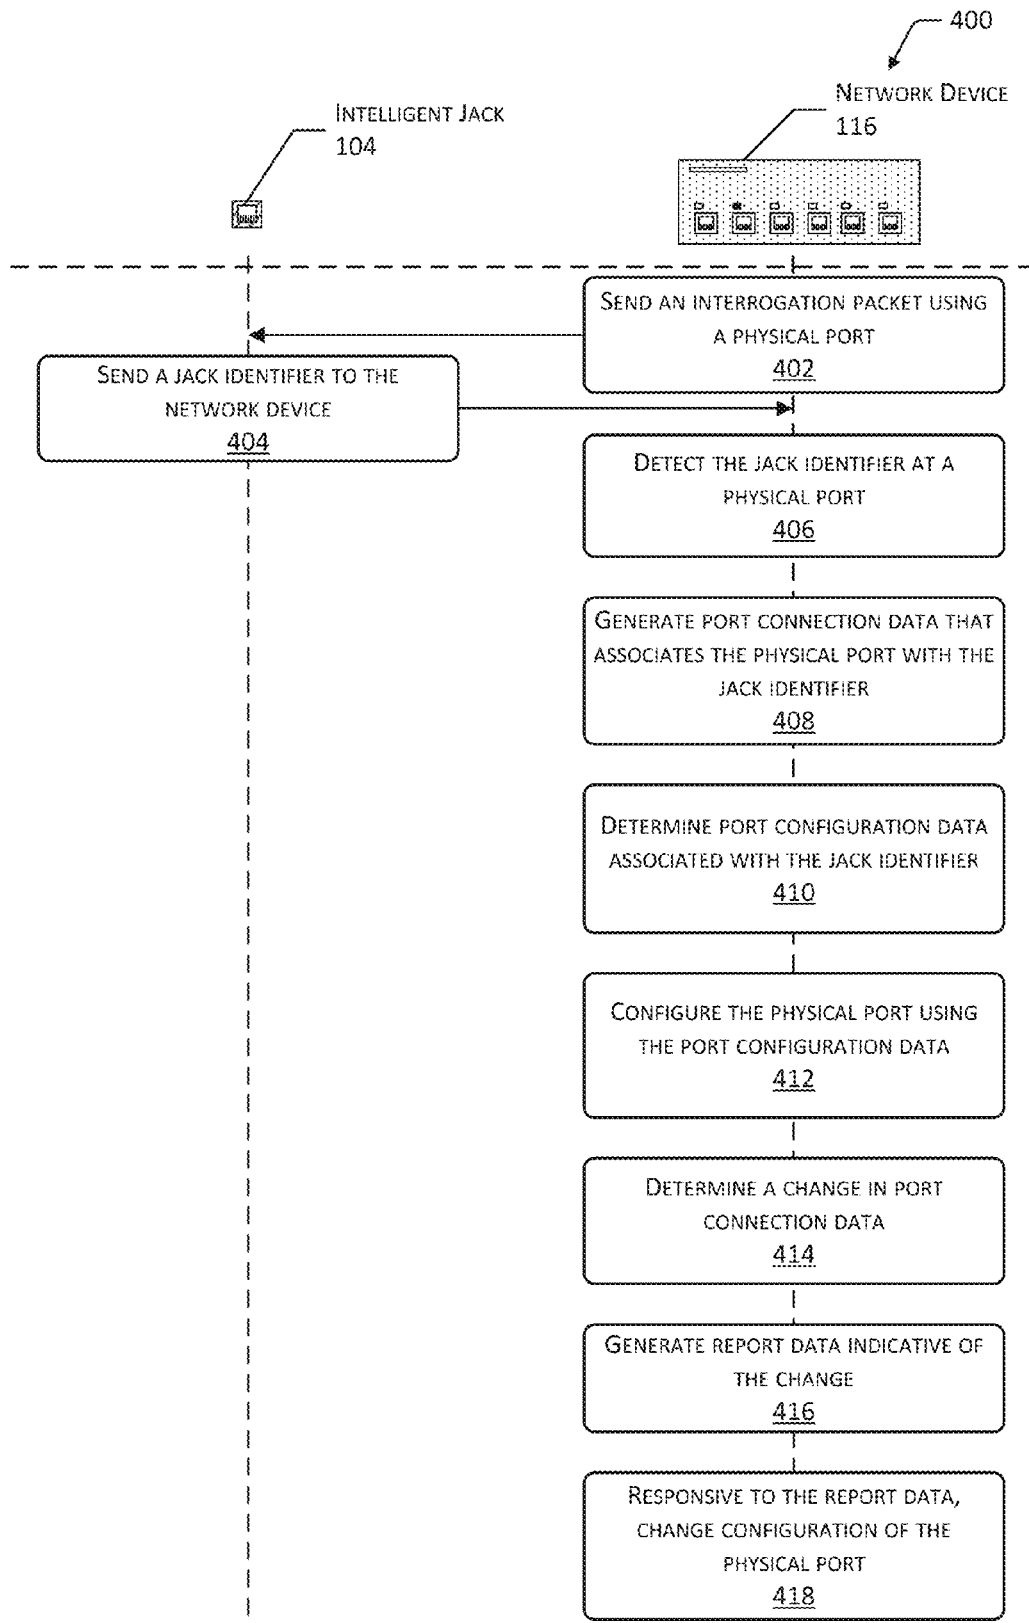 400
NETWORK DEVICE
116
INTELLIGENT JACK
104
SEND AN INTERROGATION PACKET USING
A PHYSICAL PORT
402
SEND A JACK IDENTIFIER TO THE
NETWORK DEVICE
404
DETECT THE JACK IDENTIFIER AT A
PHYSICAL PORT
406
GENERATE PORT CONNECTION DATA THAT
ASSOCIATES THE PHYSICAL PORT WITH THE
JACK IDENTIFIER
408
DETERMINE PORT CONFIGURATION DATA
ASSOCIATED WITH THE JACK IDENTIFIER
410
CONFIGURE THE PHYSICAL PORT USING
THE PORT CONFIGURATION DATA
412
DETERMINE A CHANGE IN PORT
CONNECTION DATA
414
GENERATE REPORT DATA INDICATIVE OF
THE CHANGE
416
RESPONSIVE TO THE REPORT DATA,
CHANGE CONFIGURATION OF THE
PHYSICAL PORT
418